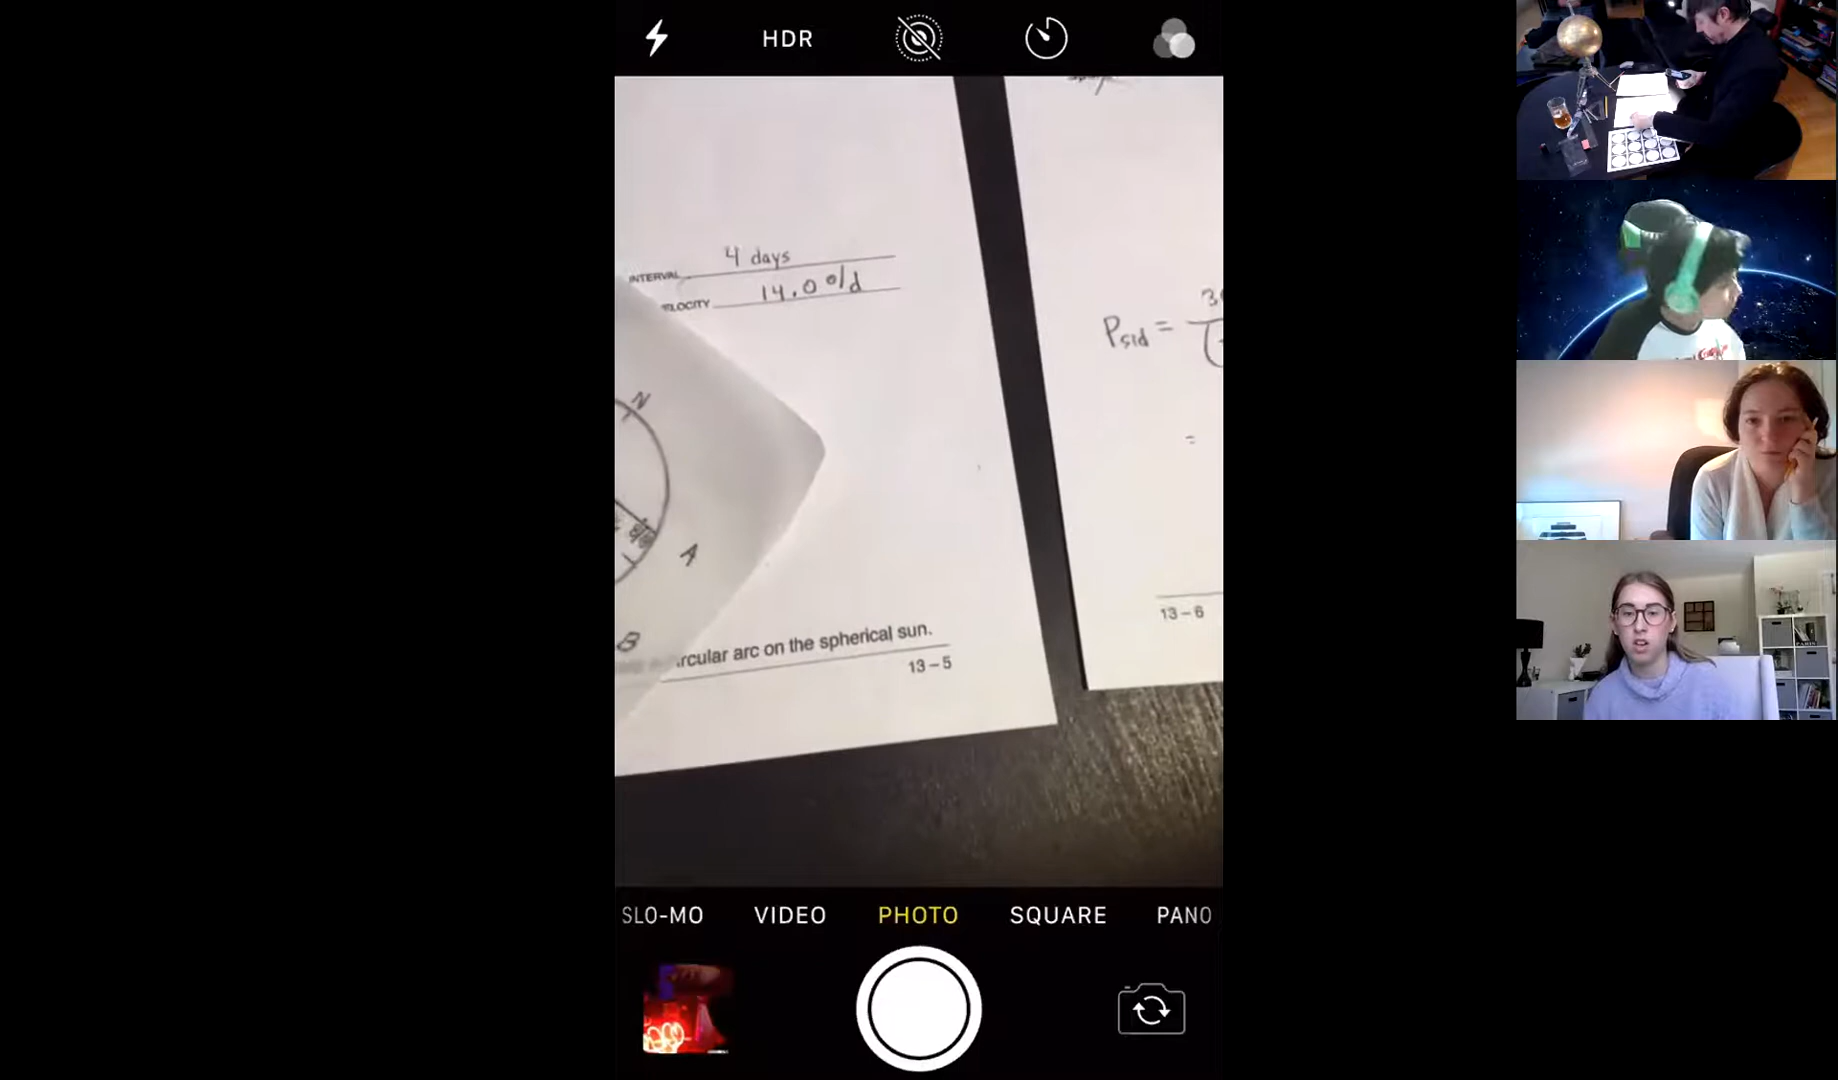 HDR
INTERVAL 4 days
LOCITY 14.0 °/d
N
A
B
rcular arc on the spherical sun.
13-5
Psid =
=
13-6
SLO-MO VIDEO PHOTO SQUARE PANO